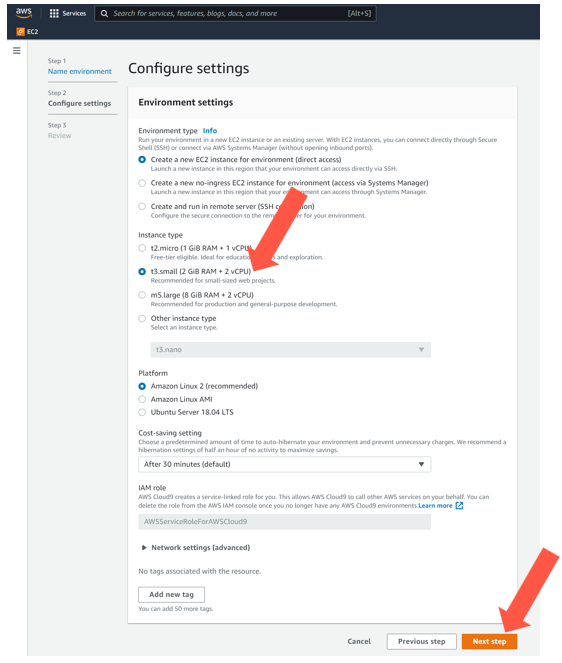 aws
Services
Search for services, features, blogs, docs, and more
[Alt+S]
EC2
Step 1
Name environment
Step 2
Configure settings
Step 3
Review
Configure settings
Environment settings
Environment type Info
Run your environment in a new EC2 instance or an existing server. With EC2 instances, you can connect directly through Secure
Shell (SSH) or connect via AWS Systems Manager (without opening inbound ports).
Create a new EC2 instance for environment (direct access)
Launch a new instance in this region that your environment can access directly via SSH.
Create a new no-ingress EC2 instance for environment (access via Systems Manager)
Launch a new instance in this region that your environment can access through Systems Manager.
Create and run in remote server (SSH connection)
Configure the secure connection to the remote server for your environment.
Instance type
t2.micro (1 GiB RAM + 1 vCPU)
Free-tier eligible. Ideal for and exploration.
t3.small (2 GiB RAM + 2 vCPU)
Recommended for small-sized web projects.
m5.large (8 GiB RAM + 2 vCPU)
Recommended for production and general-purpose development.
Other instance type
Select an instance type.
t3.nano
Platform
Amazon Linux 2 (recommended)
Amazon Linux AMI
Ubuntu Server 18.04 LTS
Cost-saving setting
Choose a predetermined amount of time to auto-hibernate your environment and prevent unnecessary charges. We recommend a
hibernation settings of half an hour of no activity to maximize savings.
After 30 minutes (default)
IAM role
AWS Cloud9 creates a service-linked role for you. This allows AWS Cloud9 to call other AWS services on your behalf. You can
delete the role from the AWS IAM console once you no longer have any AWS Cloud9 environments.Learn more
AWSServiceRoleForAWSCloud9
Network settings (advanced)
No tags associated with the resource.
Add new tag
You can add 50 more tags.
Cancel
Previous step
Next step